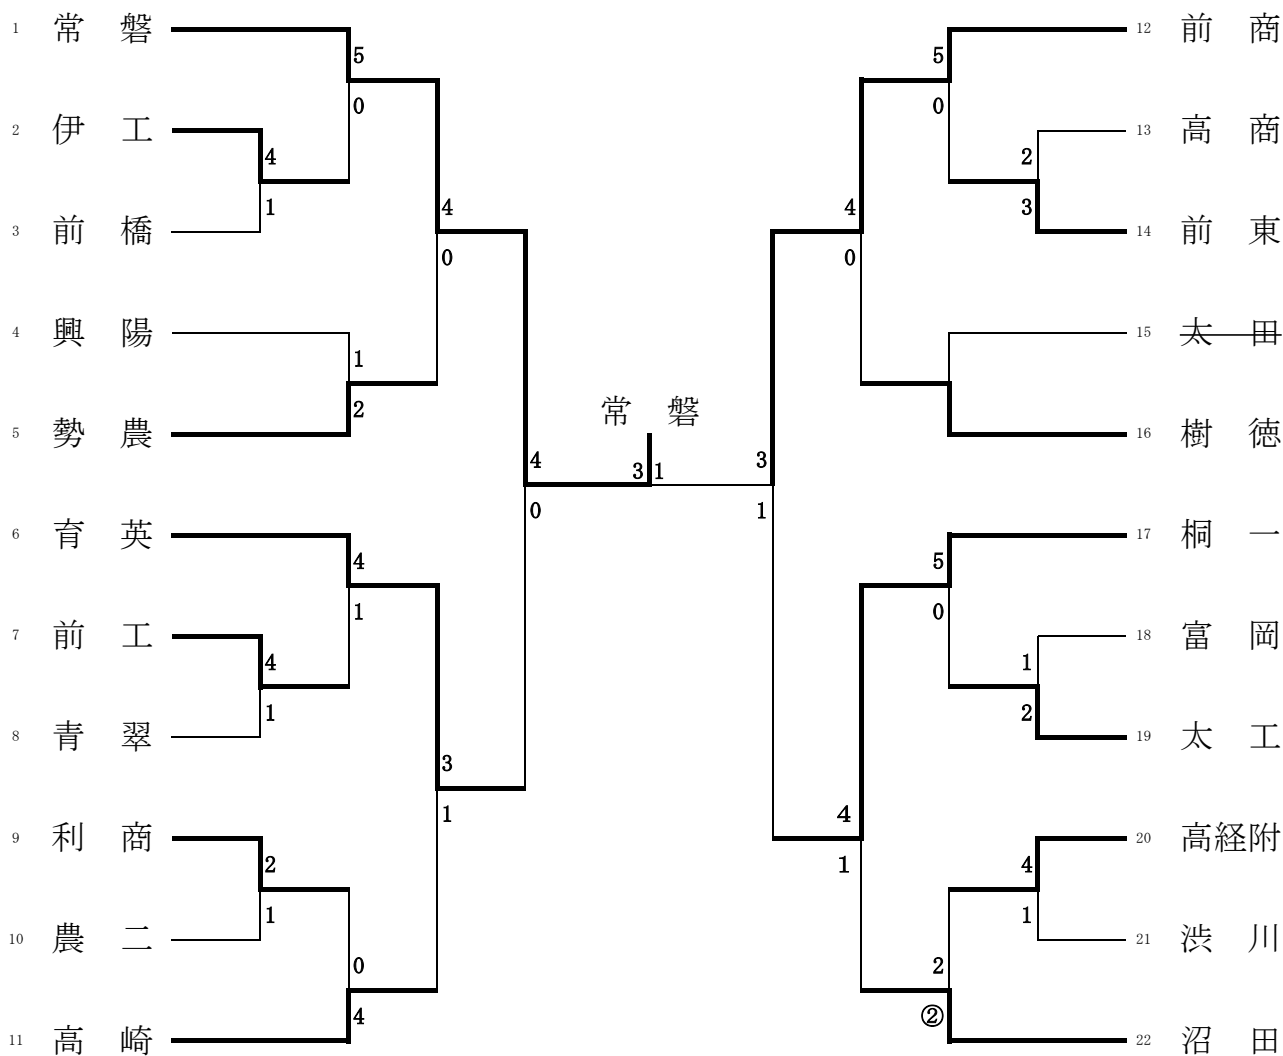 1 常 磐 5 12 前 商
5
0 0
2 伊 工 4 2 13 高 商
1 3
3 前 橋 4 4 14 前 東
0 0
4 興 陽 1 15 太 田
2 常 磐
5 勢 農 16 樹 徳
4 3 1 3
0 1
6 育 英 4 5 17 桐 一
1 0
7 前 工 4 1 18 富 岡
1 2
8 青 翠 3 19 太 工
1 4
9 利 商 2 1 4 20 高経附
1 1
10 農 二 0 2 21 渋 川
4 ②
11 高 崎 22 沼 田